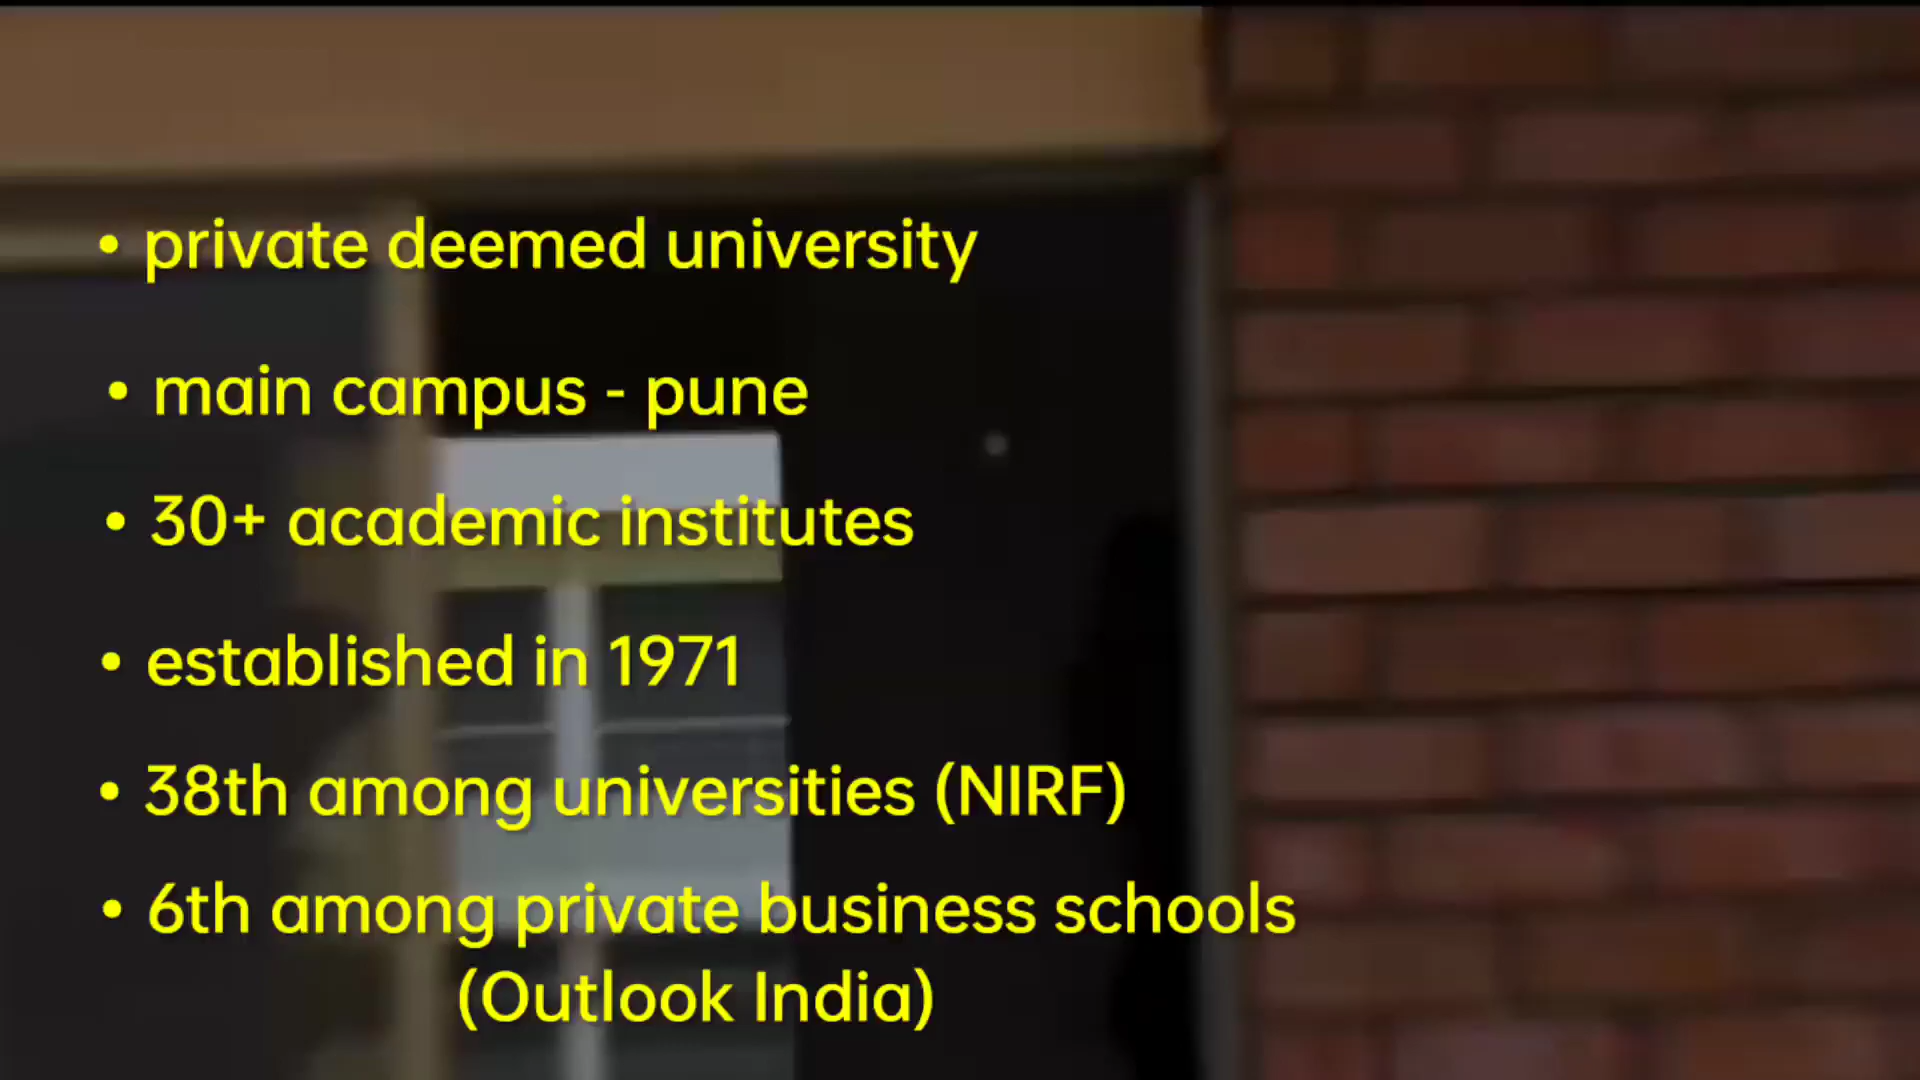 • private deemed university
• main campus - pune
• 30+ academic institutes
• established in 1971
• 38th among universities (NIRF)
• 6th among private business schools
(Outlook India)